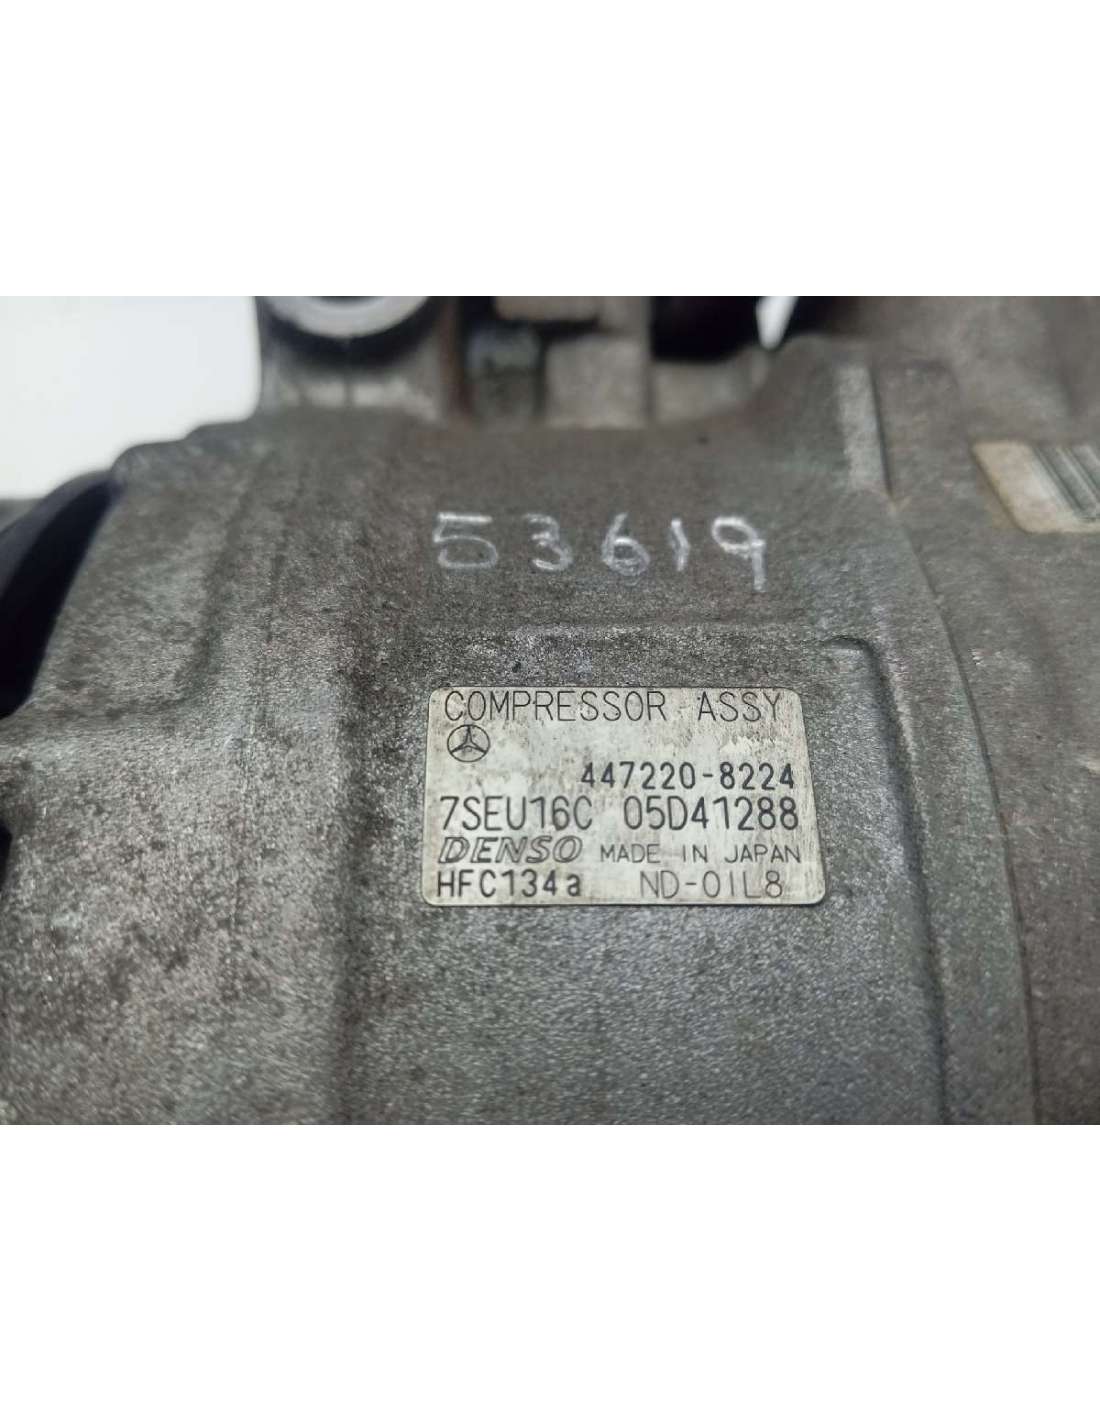 53619
COMPRESSOR ASSY
447220-8224
7SEU16C 05D41288
DENSO MADE IN JAPAN
HFC134a ND-OIL8